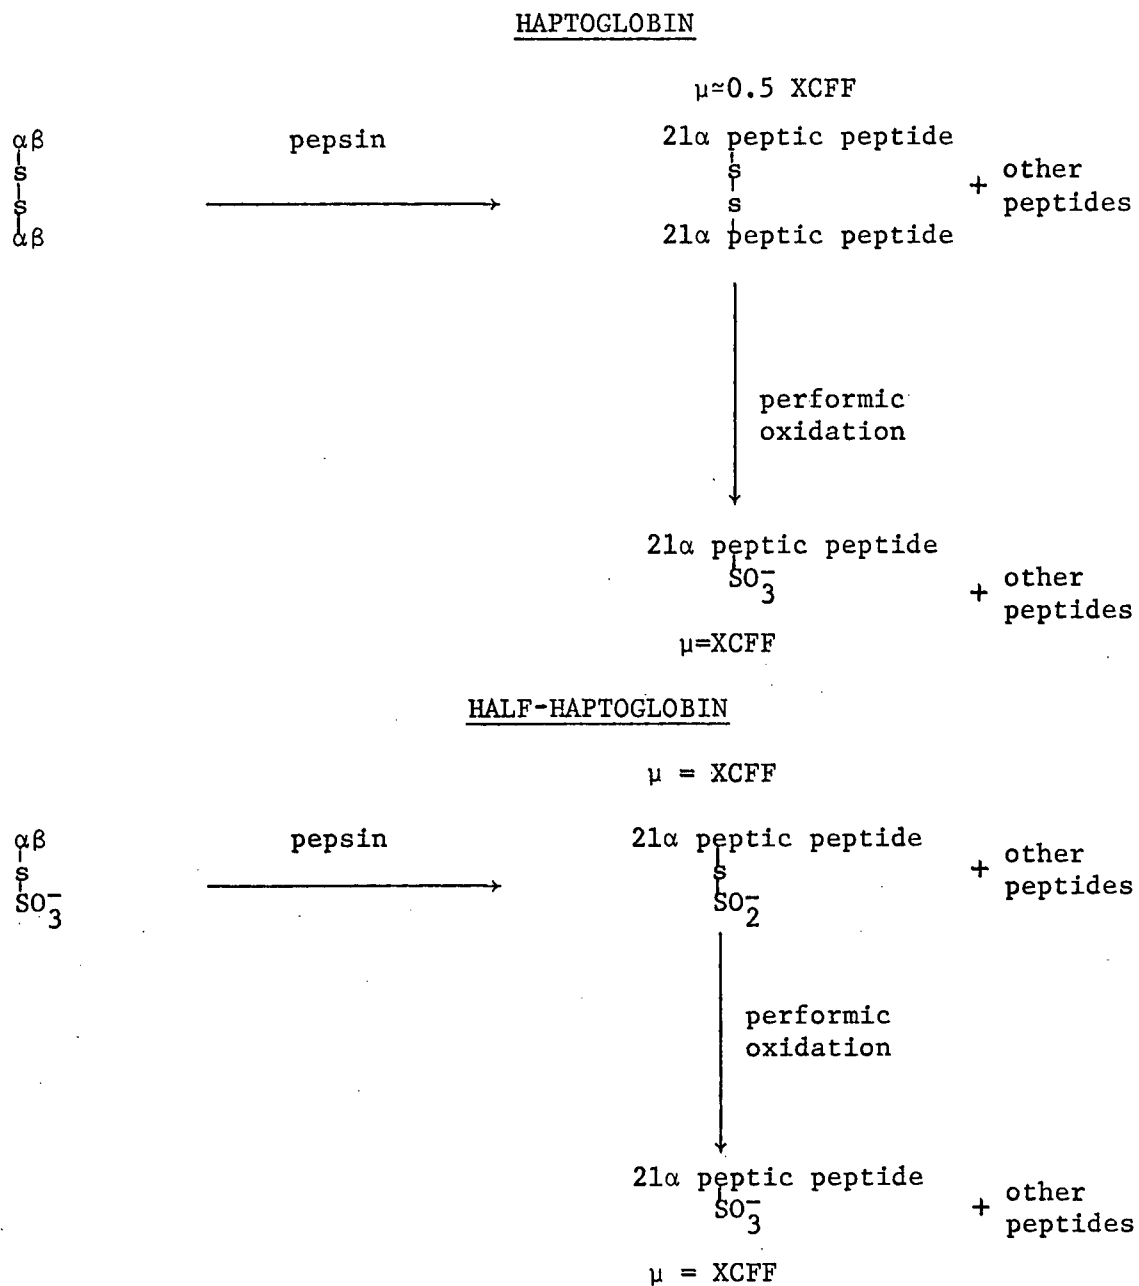 HAPTOGLOBIN
μ≃0.5 XCFF
αβ
s
s
αβ
pepsin
21α peptic peptide
s
s
21α peptic peptide
+ other
peptides
performic
oxidation
21α peptic peptide
SO₃⁻
+ other
peptides
μ=XCFF
HALF-HAPTOGLOBIN
μ = XCFF
αβ
s
SO₃⁻
pepsin
21α peptic peptide
s
SO₂⁻
+ other
peptides
performic
oxidation
21α peptic peptide
SO₃⁻
+ other
peptides
μ = XCFF